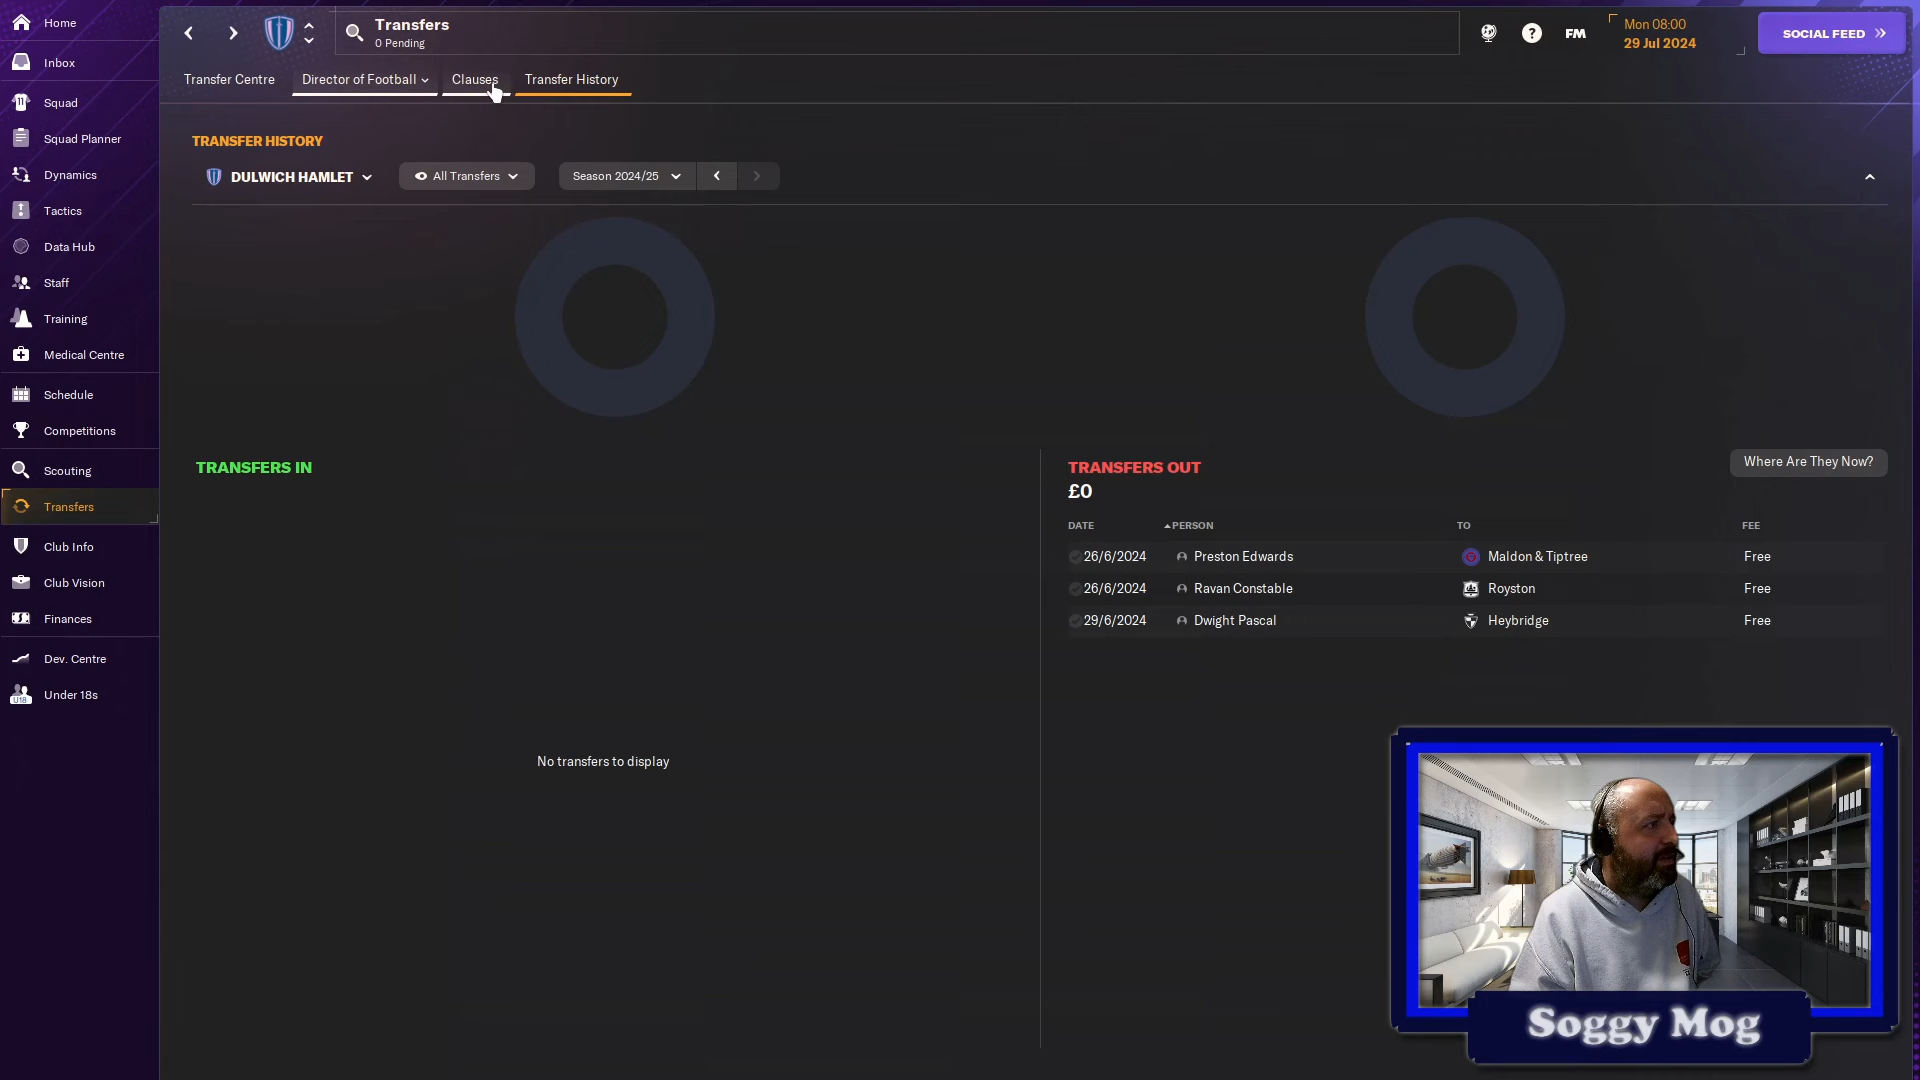 Home
Inbox
Squad
Squad Planner
Dynamics
Tactics
Data Hub
Staff
Training
Medical Centre
Schedule
Competitions
Scouting
Transfers
Club Info
Club Vision
Finances
Dev. Centre
U18
Under 18s
Transfers
0 Pending
?
FM
Mon 08:00
29 Jul 2024
SOCIAL FEED
Transfer Centre
Director of Football
Clauses
Transfer History
TRANSFER HISTORY
DULWICH HAMLET
All Transfers
Season 2024/25
TRANSFERS IN
No transfers to display
TRANSFERS OUT
£0
Where Are They Now?
DATE PERSON TO FEE
26/6/2024 Preston Edwards Maldon & Tiptree Free
26/6/2024 Ravan Constable Royston Free
29/6/2024 Dwight Pascal Heybridge Free
Soggy Mog